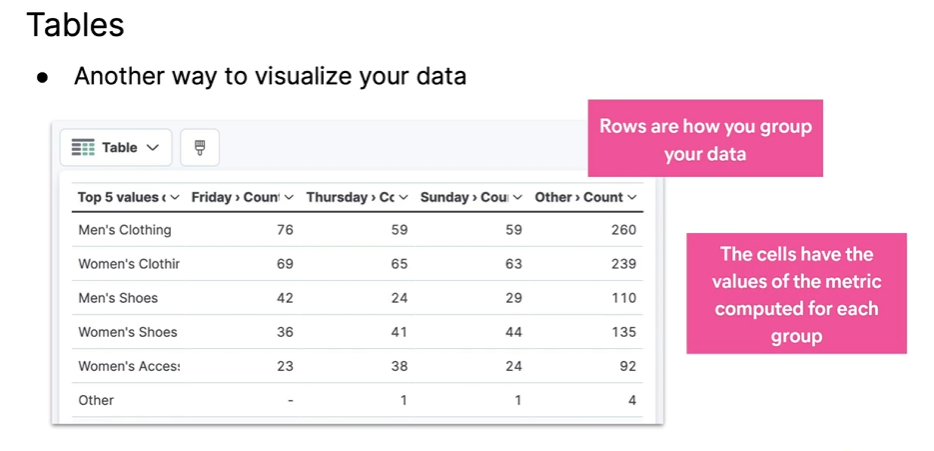 Tables
● Another way to visualize your data
Rows are how you group
your data
Table
Top 5 values Friday › Coun Thursday › Cc Sunday › Cou Other › Count
Men's Clothing 76 59 59 260
Women's Clothir 69 65 63 239
Men's Shoes 42 24 29 110
Women's Shoes 36 41 44 135
Women's Access 23 38 24 92
Other - 1 1 4
The cells have the
values of the metric
computed for each
group